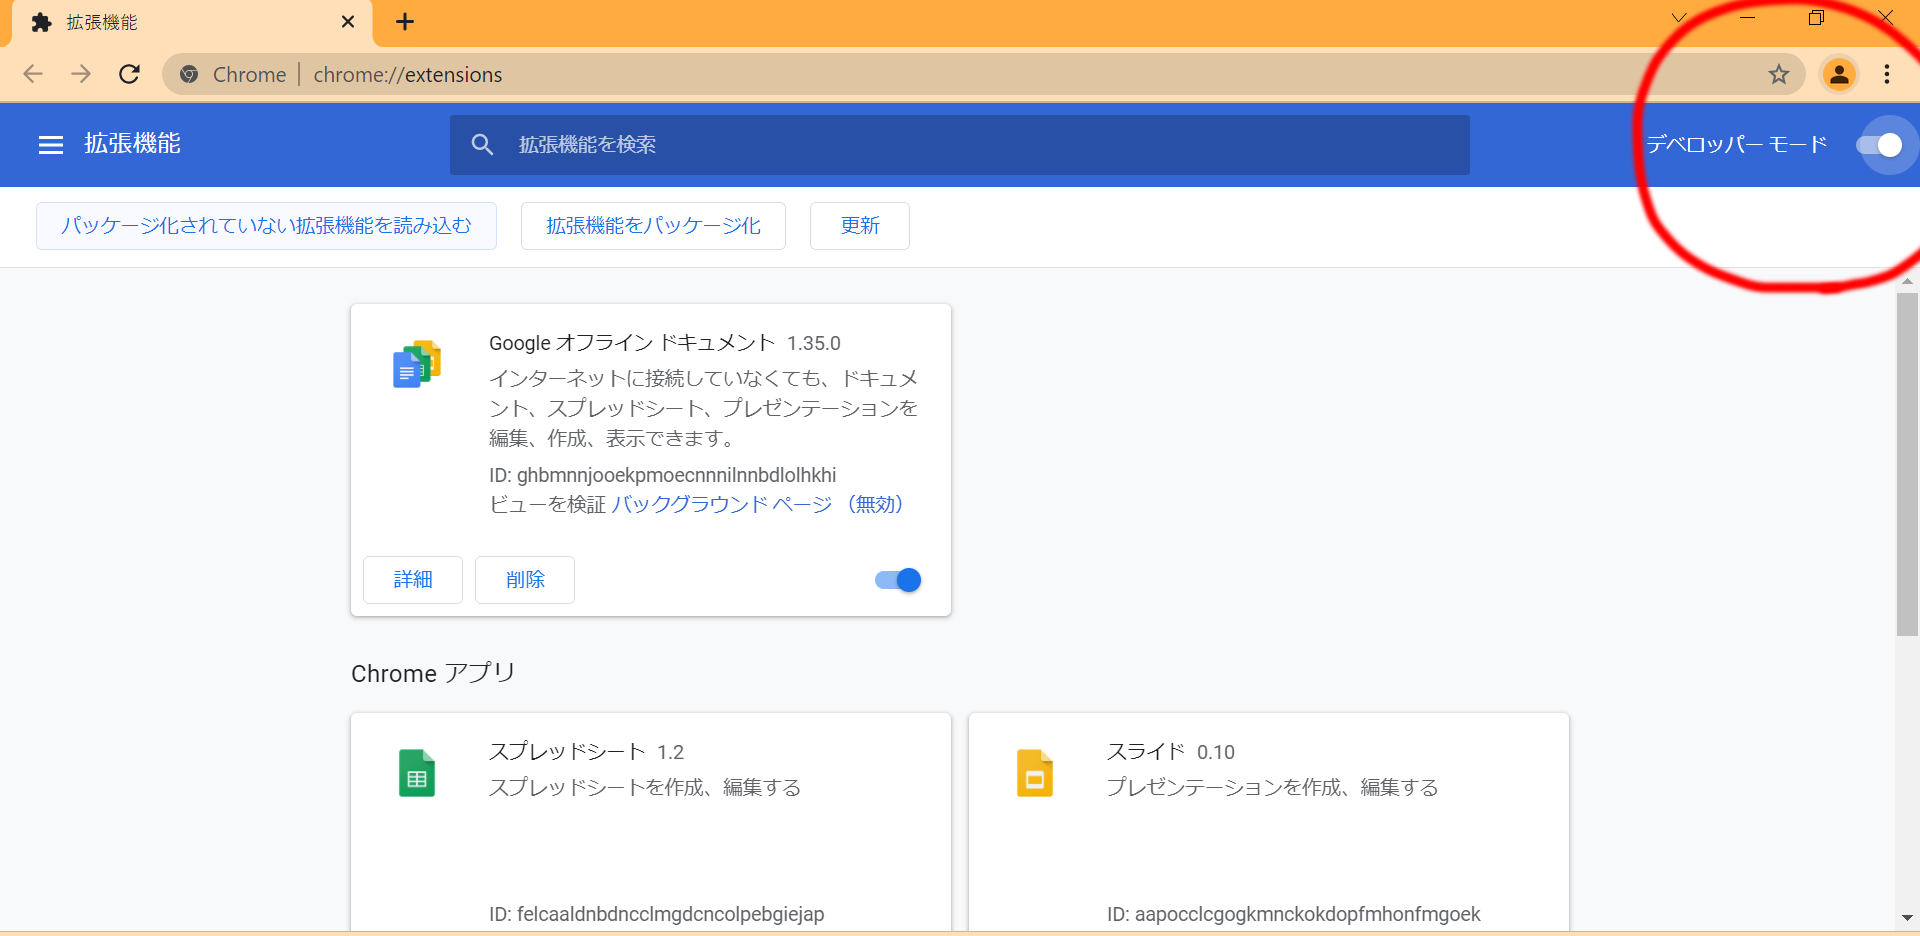 拡張機能
Chrome | chrome://extensions
拡張機能
拡張機能を検索
デベロッパー モード
パッケージ化されていない拡張機能を読み込む
拡張機能をパッケージ化
更新
Google オフライン ドキュメント 1.35.0
インターネットに接続していなくても、ドキュメ
ント、スプレッドシート、プレゼンテーションを
編集、作成、表示できます。
ID: ghbmnnjooekpmoecnnnilnnbdlolhkhi
ビューを検証 バックグラウンド ページ （無効）
詳細
削除
Chrome アプリ
スプレッドシート 1.2
スプレッドシートを作成、編集する
ID: felcaaldnbdncclmgdcncolpebgiejap
スライド 0.10
プレゼンテーションを作成、編集する
ID: aapocclcgogkmnckokdopfmhonfmgoek